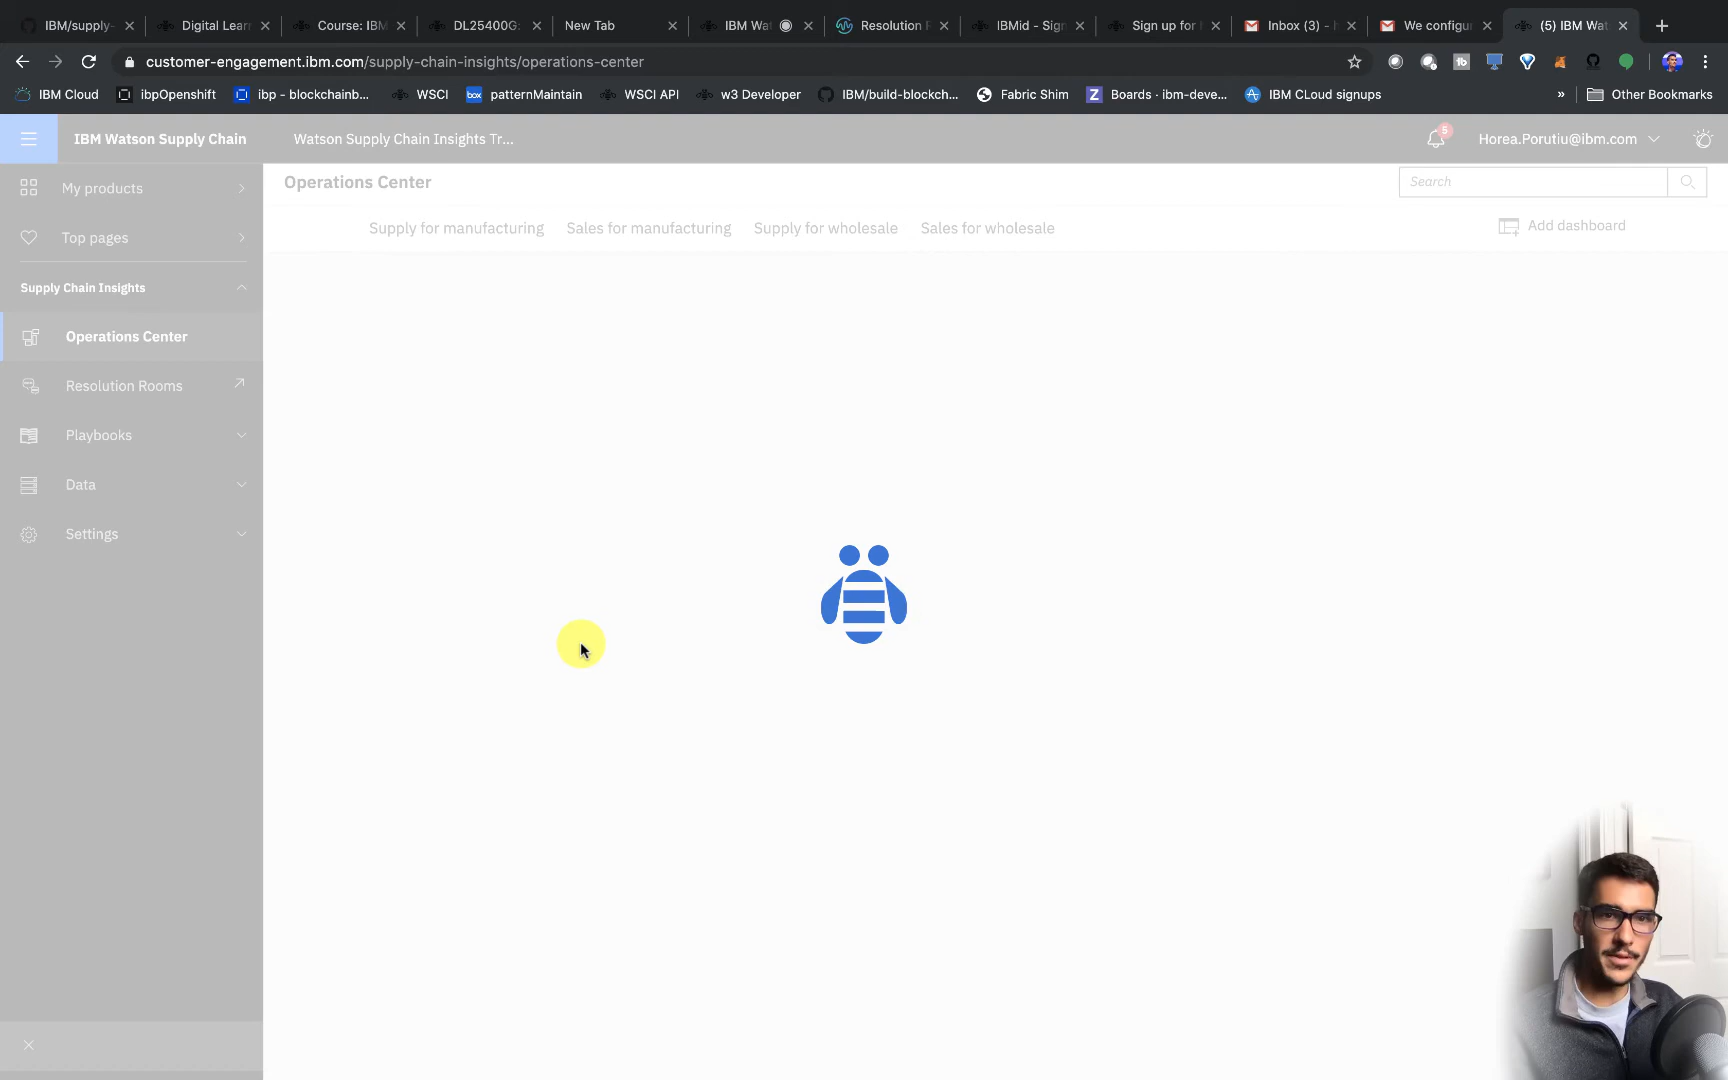 IBM/supply-
Digital Lear
Course: IBM
DL25400G:
New Tab
IBM Wat
Resolution R
IBMid - Sign
Sign up for
Inbox (3) - h
We configu
(5) IBM Wat
customer-engagement.ibm.com/supply-chain-insights/operations-center
IBM Cloud
ibpOpenshift
ibp - blockchainb...
WSCI
box
patternMaintain
WSCI API
w3 Developer
IBM/build-blockch...
Fabric Shim
Z
Boards · ibm-deve...
IBM CLoud signups
»
Other Bookmarks
IBM Watson Supply Chain
Watson Supply Chain Insights Tr...
5
Horea.Porutiu@ibm.com
My products
Operations Center
Search
Top pages
Supply for manufacturing
Sales for manufacturing
Supply for wholesale
Sales for wholesale
Add dashboard
Supply Chain Insights
Operations Center
Resolution Rooms
Playbooks
Data
Settings